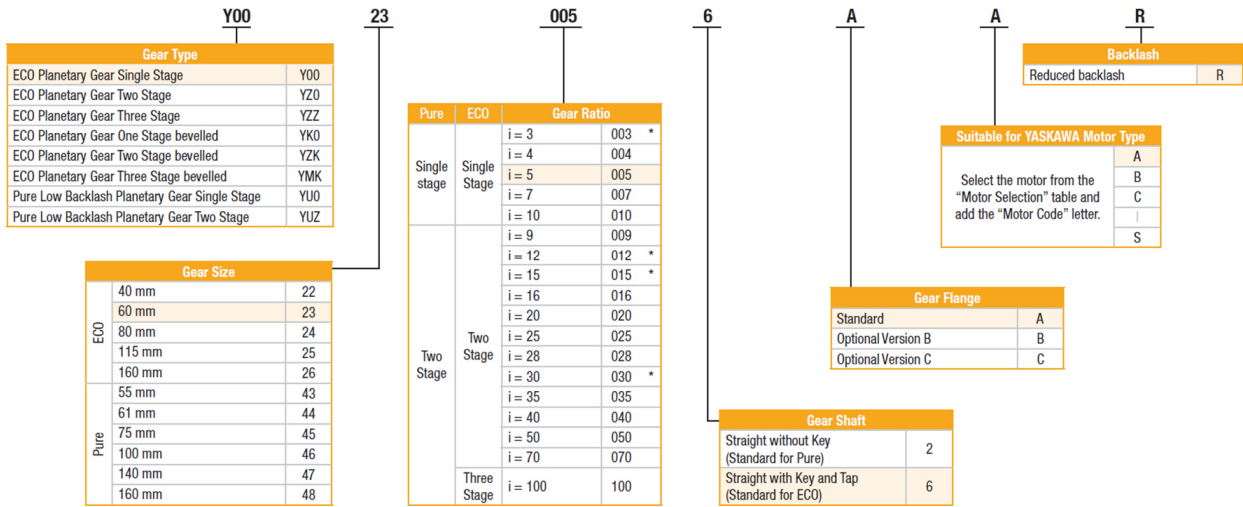 Y00 23 005 6 A A R
Gear Type
ECO Planetary Gear Single Stage Y00
ECO Planetary Gear Two Stage YZ0
ECO Planetary Gear Three Stage YZZ
ECO Planetary Gear One Stage bevelled YK0
ECO Planetary Gear Two Stage bevelled YZK
ECO Planetary Gear Three Stage bevelled YMK
Pure Low Backlash Planetary Gear Single Stage YU0
Pure Low Backlash Planetary Gear Two Stage YUZ
Gear Size
ECO
40 mm 22
60 mm 23
80 mm 24
115 mm 25
160 mm 26
Pure
55 mm 43
61 mm 44
75 mm 45
100 mm 46
140 mm 47
160 mm 48
Pure ECO Gear Ratio
Single
stage
Single
Stage
i = 3 003 *
i = 4 004
i = 5 005
i = 7 007
i = 10 010
Two
Stage
Two
Stage
i = 9 009
i = 12 012 *
i = 15 015 *
i = 16 016
i = 20 020
i = 25 025
i = 28 028
i = 30 030 *
i = 35 035
i = 40 040
i = 50 050
i = 70 070
Three
Stage
i = 100 100
Gear Shaft
Straight without Key
(Standard for Pure)
2
Straight with Key and Tap
(Standard for ECO)
6
Gear Flange
Standard A
Optional Version B B
Optional Version C C
Suitable for YASKAWA Motor Type
Select the motor from the
"Motor Selection" table and
add the "Motor Code" letter.
A
B
C
|
S
Backlash
Reduced backlash R